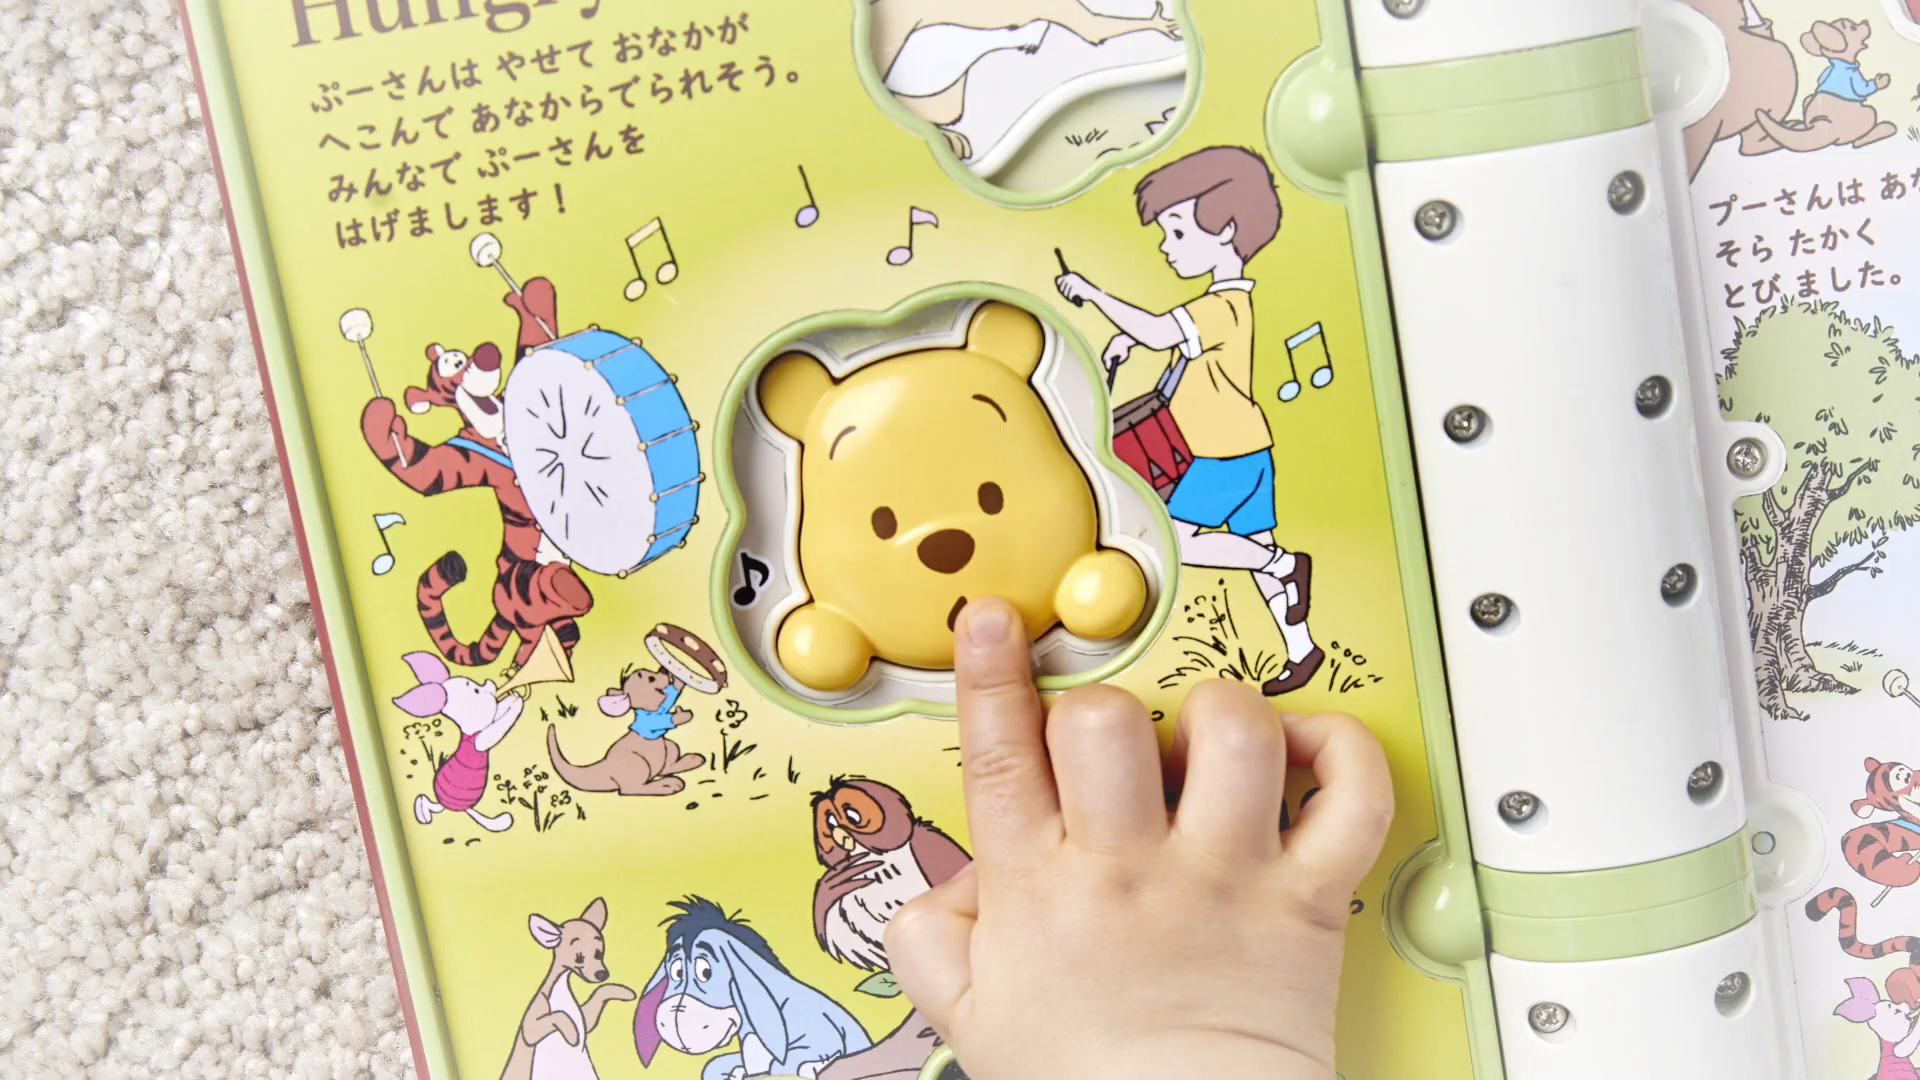 Hungry
ぷーさんは やせて おなかが
へこんで あなからでられそう。
みんなで ぷーさんを
はげまします！
プーさんは あな
そら たかく
とび ました。